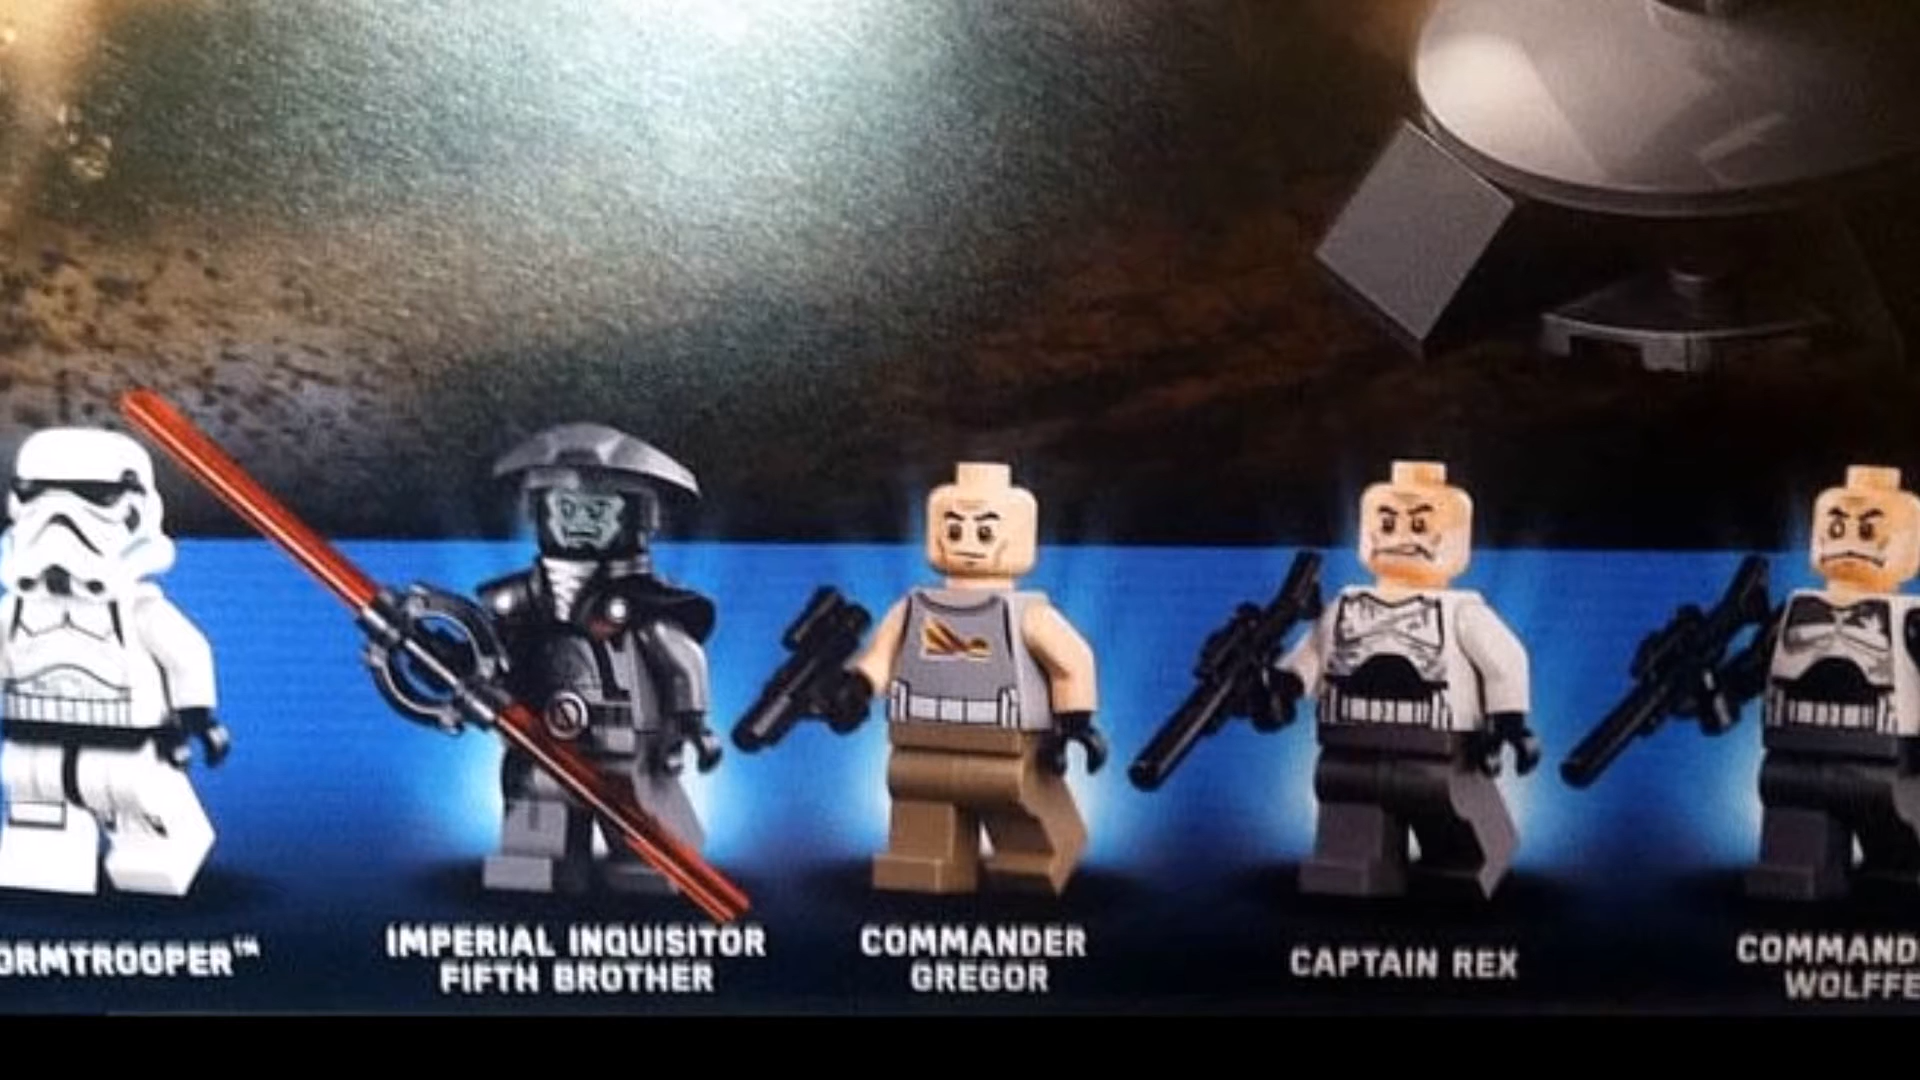 ORMTROOPER™
IMPERIAL INQUISITOR
FIFTH BROTHER
COMMANDER
GREGOR
CAPTAIN REX
COMMAND
WOLFFE